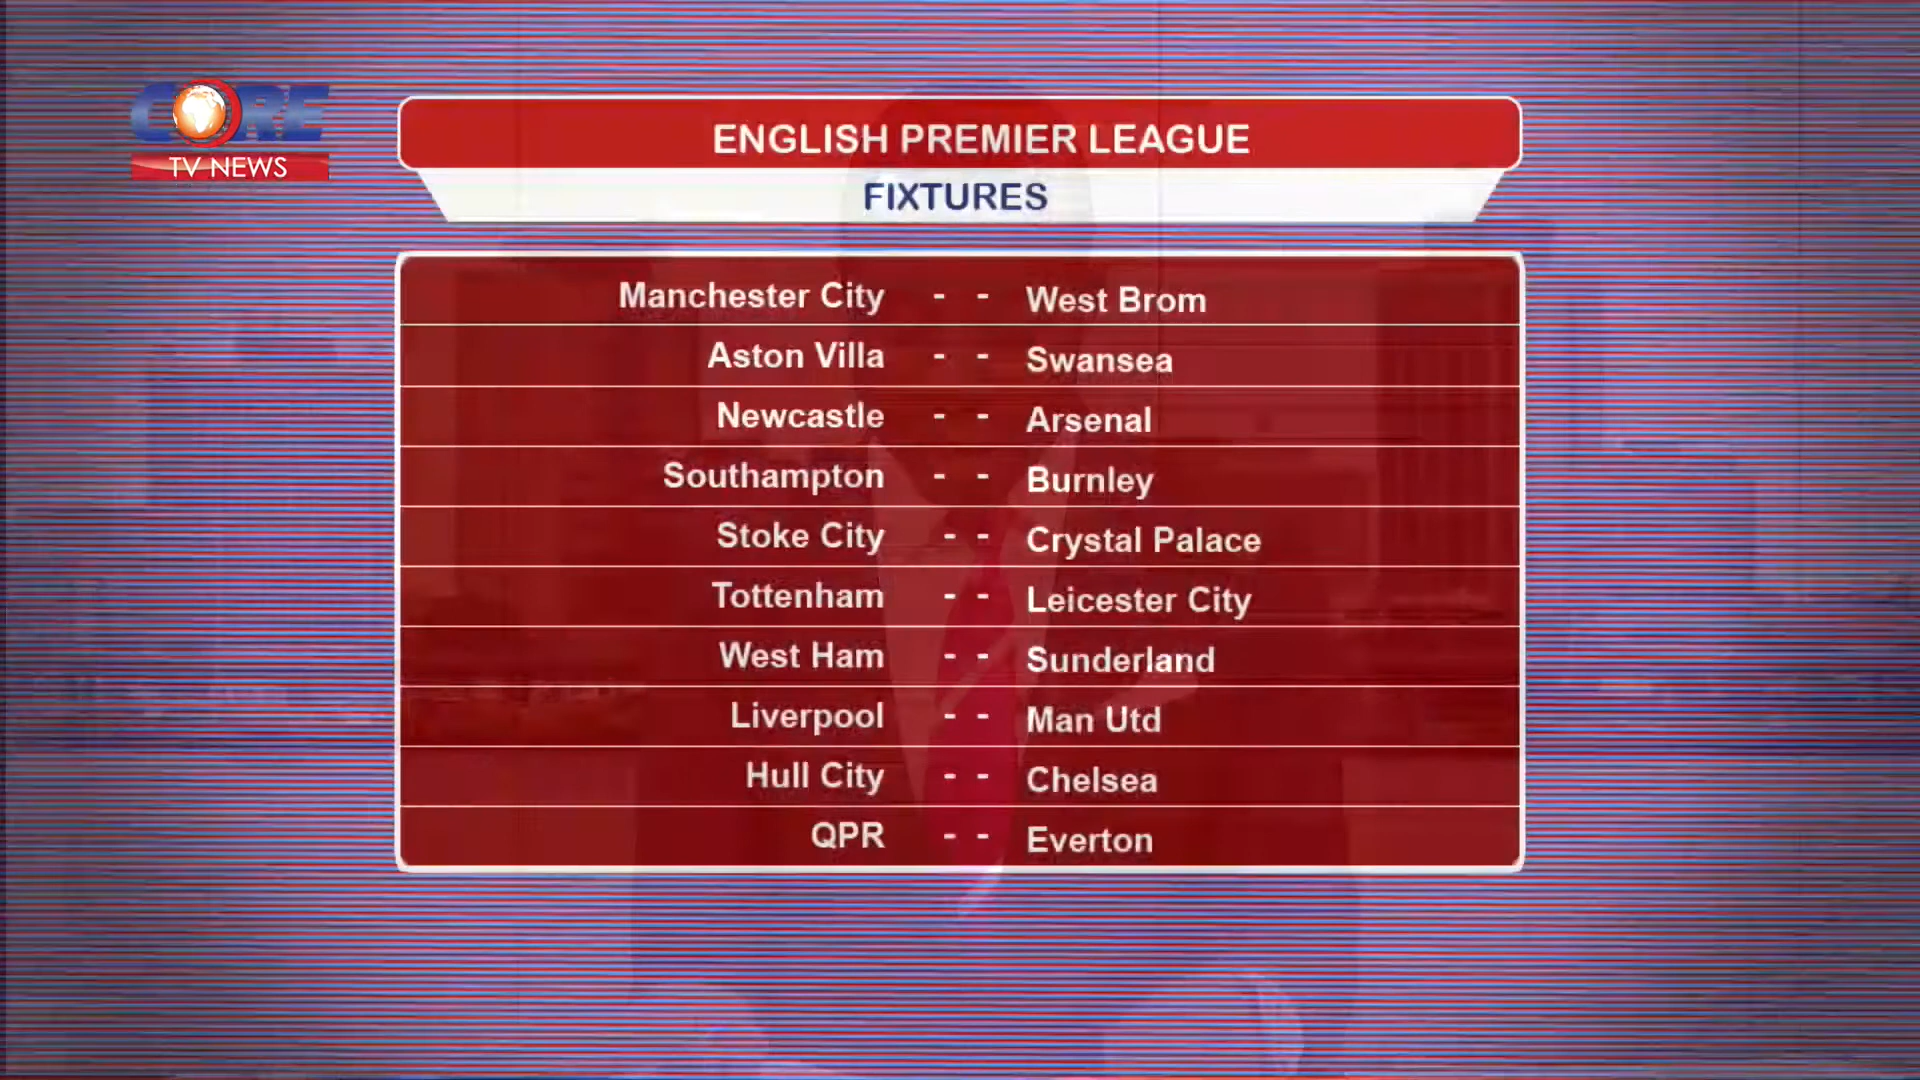 CORE
TV NEWS
ENGLISH PREMIER LEAGUE
FIXTURES
Manchester City - - West Brom
Aston Villa - - Swansea
Newcastle - - Arsenal
Southampton - - Burnley
Stoke City - - Crystal Palace
Tottenham - - Leicester City
West Ham - - Sunderland
Liverpool - - Man Utd
Hull City - - Chelsea
QPR - - Everton